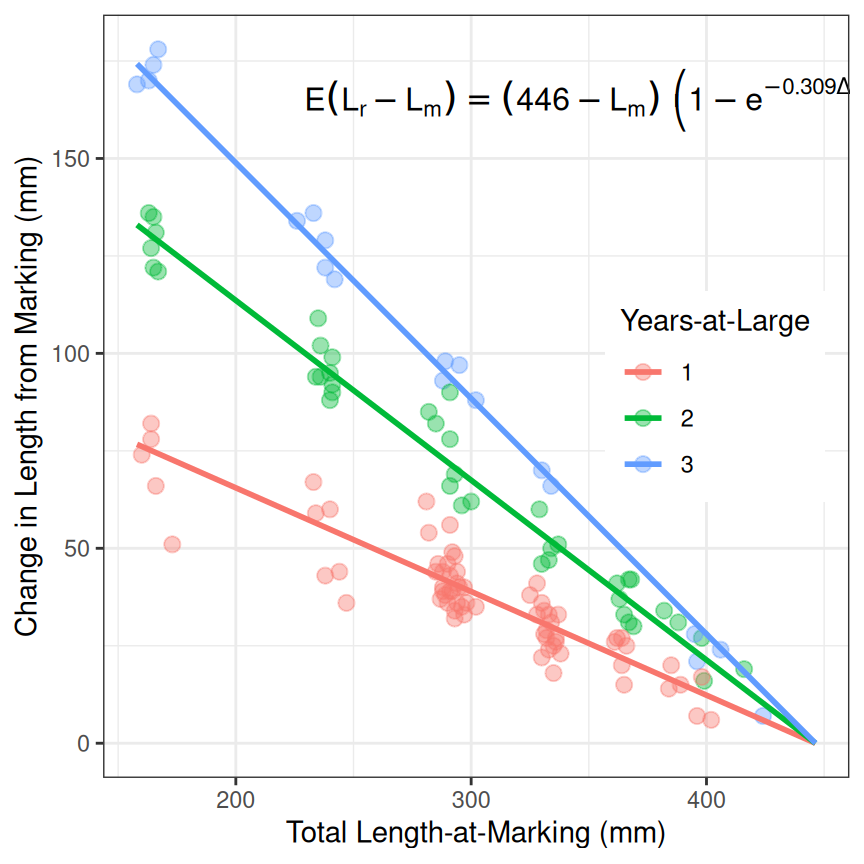 E(Lr − Lm) = (446 − Lm) (1 − e^−0.309Δ
Change in Length from Marking (mm)
150
100
50
0
Years-at-Large
1
2
3
200 300 400
Total Length-at-Marking (mm)